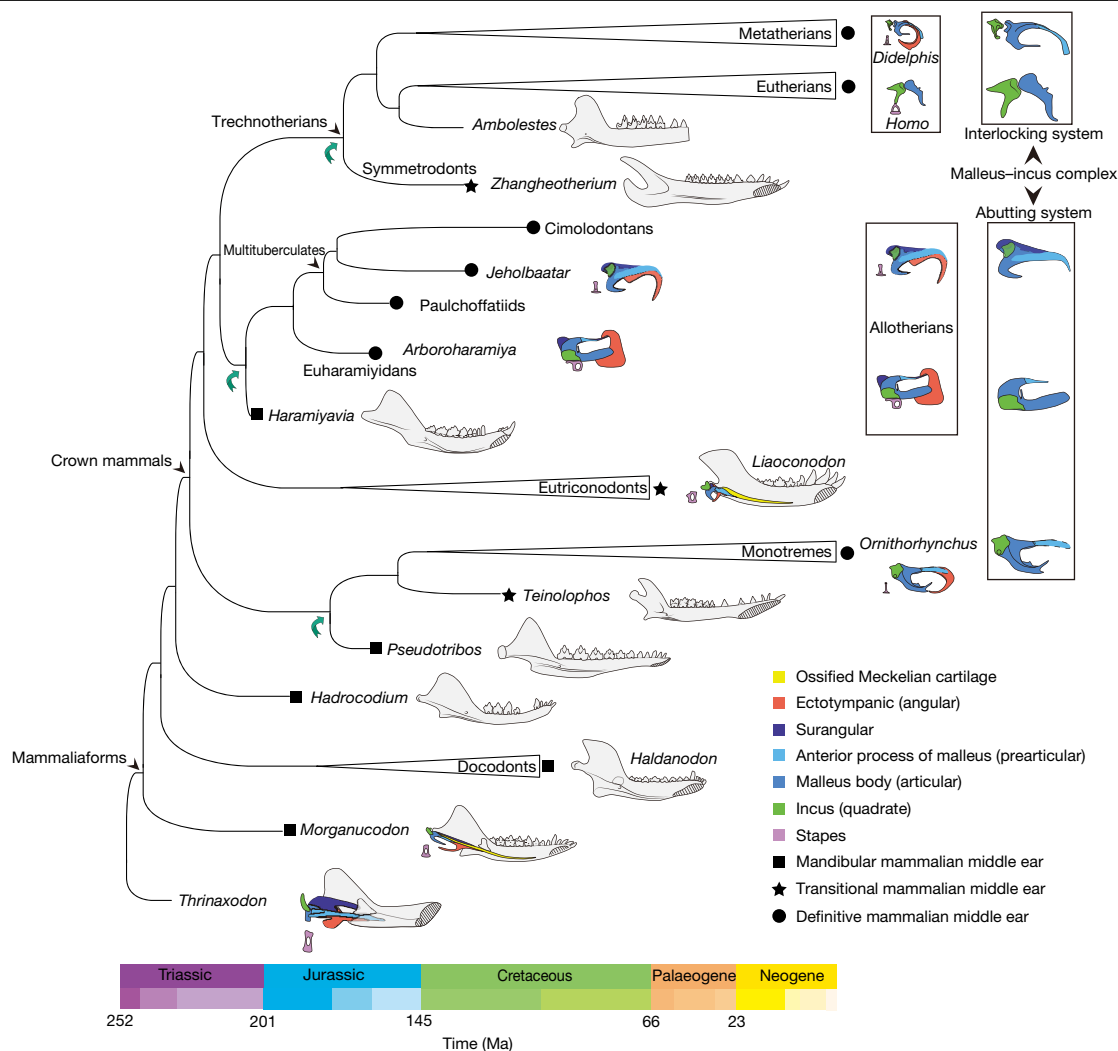 Metatherians
Didelphis
Eutherians
Homo
Trechnotherians
Ambolestes
Interlocking system
Symmetrodonts
Malleus–incus complex
Zhangheotherium
Abutting system
Cimolodontans
Multituberculates
Jeholbaatar
Paulchoffatiids
Allotherians
Arboroharamiya
Euharamiyidans
Haramiyavia
Crown mammals
Liaoconodon
Eutriconodonts
Monotremes
Ornithorhynchus
Teinolophos
Pseudotribos
Hadrocodium
Mammaliaforms
Docodonts
Haldanodon
Morganucodon
Thrinaxodon
Ossified Meckelian cartilage
Ectotympanic (angular)
Surangular
Anterior process of malleus (prearticular)
Malleus body (articular)
Incus (quadrate)
Stapes
Mandibular mammalian middle ear
Transitional mammalian middle ear
Definitive mammalian middle ear
Triassic Jurassic Cretaceous Palaeogene Neogene
252 201 145 66 23
Time (Ma)